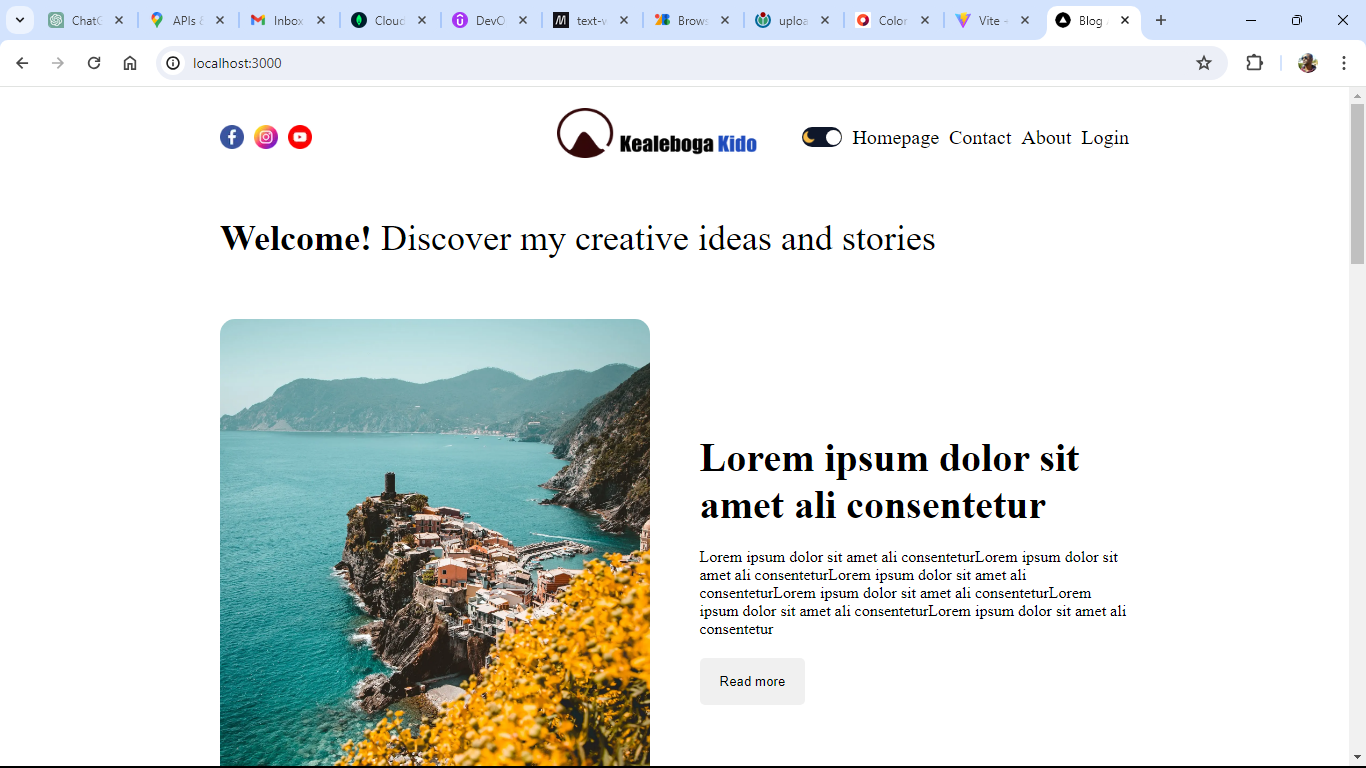 ChatG
APIs &
Inbox
Cloud
DevO
text-v
Brows
uploa
Color
Vite +
Blog A
localhost:3000
Kealeboga Kido
Homepage Contact About Login
Welcome! Discover my creative ideas and stories
Lorem ipsum dolor sit
amet ali consentetur
Lorem ipsum dolor sit amet ali consenteturLorem ipsum dolor sit
amet ali consenteturLorem ipsum dolor sit amet ali
consenteturLorem ipsum dolor sit amet ali consenteturLorem
ipsum dolor sit amet ali consenteturLorem ipsum dolor sit amet ali
consentetur
Read more